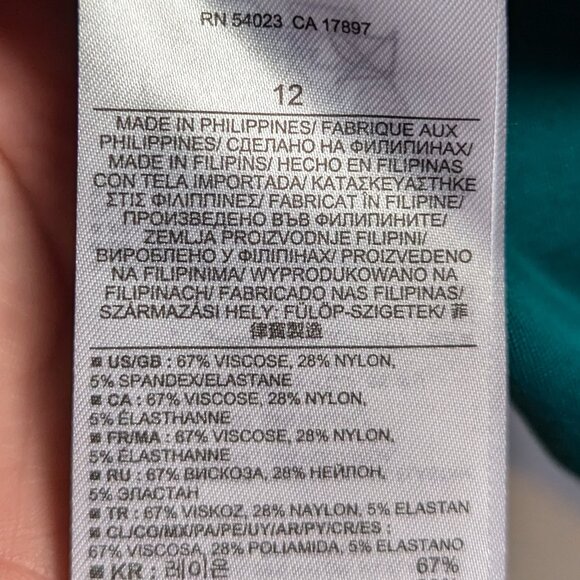 RN 54023 CA 17897
12
MADE IN PHILIPPINES/ FABRIQUE AUX
PHILIPPINES/ СДЕЛАНО НА ФИЛИПИНАХ/
MADE IN FILIPINS/ HECHO EN FILIPINAS
CON TELA IMPORTADA/ ΚΑΤΑΣΚΕΥΑΣΤΗΚΕ
ΣΤΙΣ ΦΙΛΙΠΠΙΝΕΣ/ FABRICAT ÎN FILIPINE/
ПРОИЗВЕДЕНО ВЪВ ФИЛИПИНИТЕ/
ZEMLJA PROIZVODNJE FILIPINI/
ВИРОБЛЕНО У ФІЛІПІНАХ/ PROIZVEDENO
NA FILIPINIMA/ WYPRODUKOWANO NA
FILIPINACH/ FABRICADO NAS FILIPINAS/
SZÁRMAZÁSI HELY: FÜLÖP-SZIGETEK/ 菲
律賓製造
US/GB : 67% VISCOSE, 28% NYLON,
5% SPANDEX/ELASTANE
CA : 67% VISCOSE, 28% NYLON,
5% ÉLASTHANNE
FR/MA : 67% VISCOSE, 28% NYLON,
5% ÉLASTHANNE
RU : 67% ВИСКОЗА, 28% НЕЙЛОН,
5% ЭЛАСТАН
TR : 67% VISKOZ, 28% NAYLON, 5% ELASTAN
CL/CO/MX/PA/PE/UY/AR/PY/CR/ES :
67% VISCOSA, 28% POLIAMIDA, 5% ELASTANO
KR : 레이온 67%